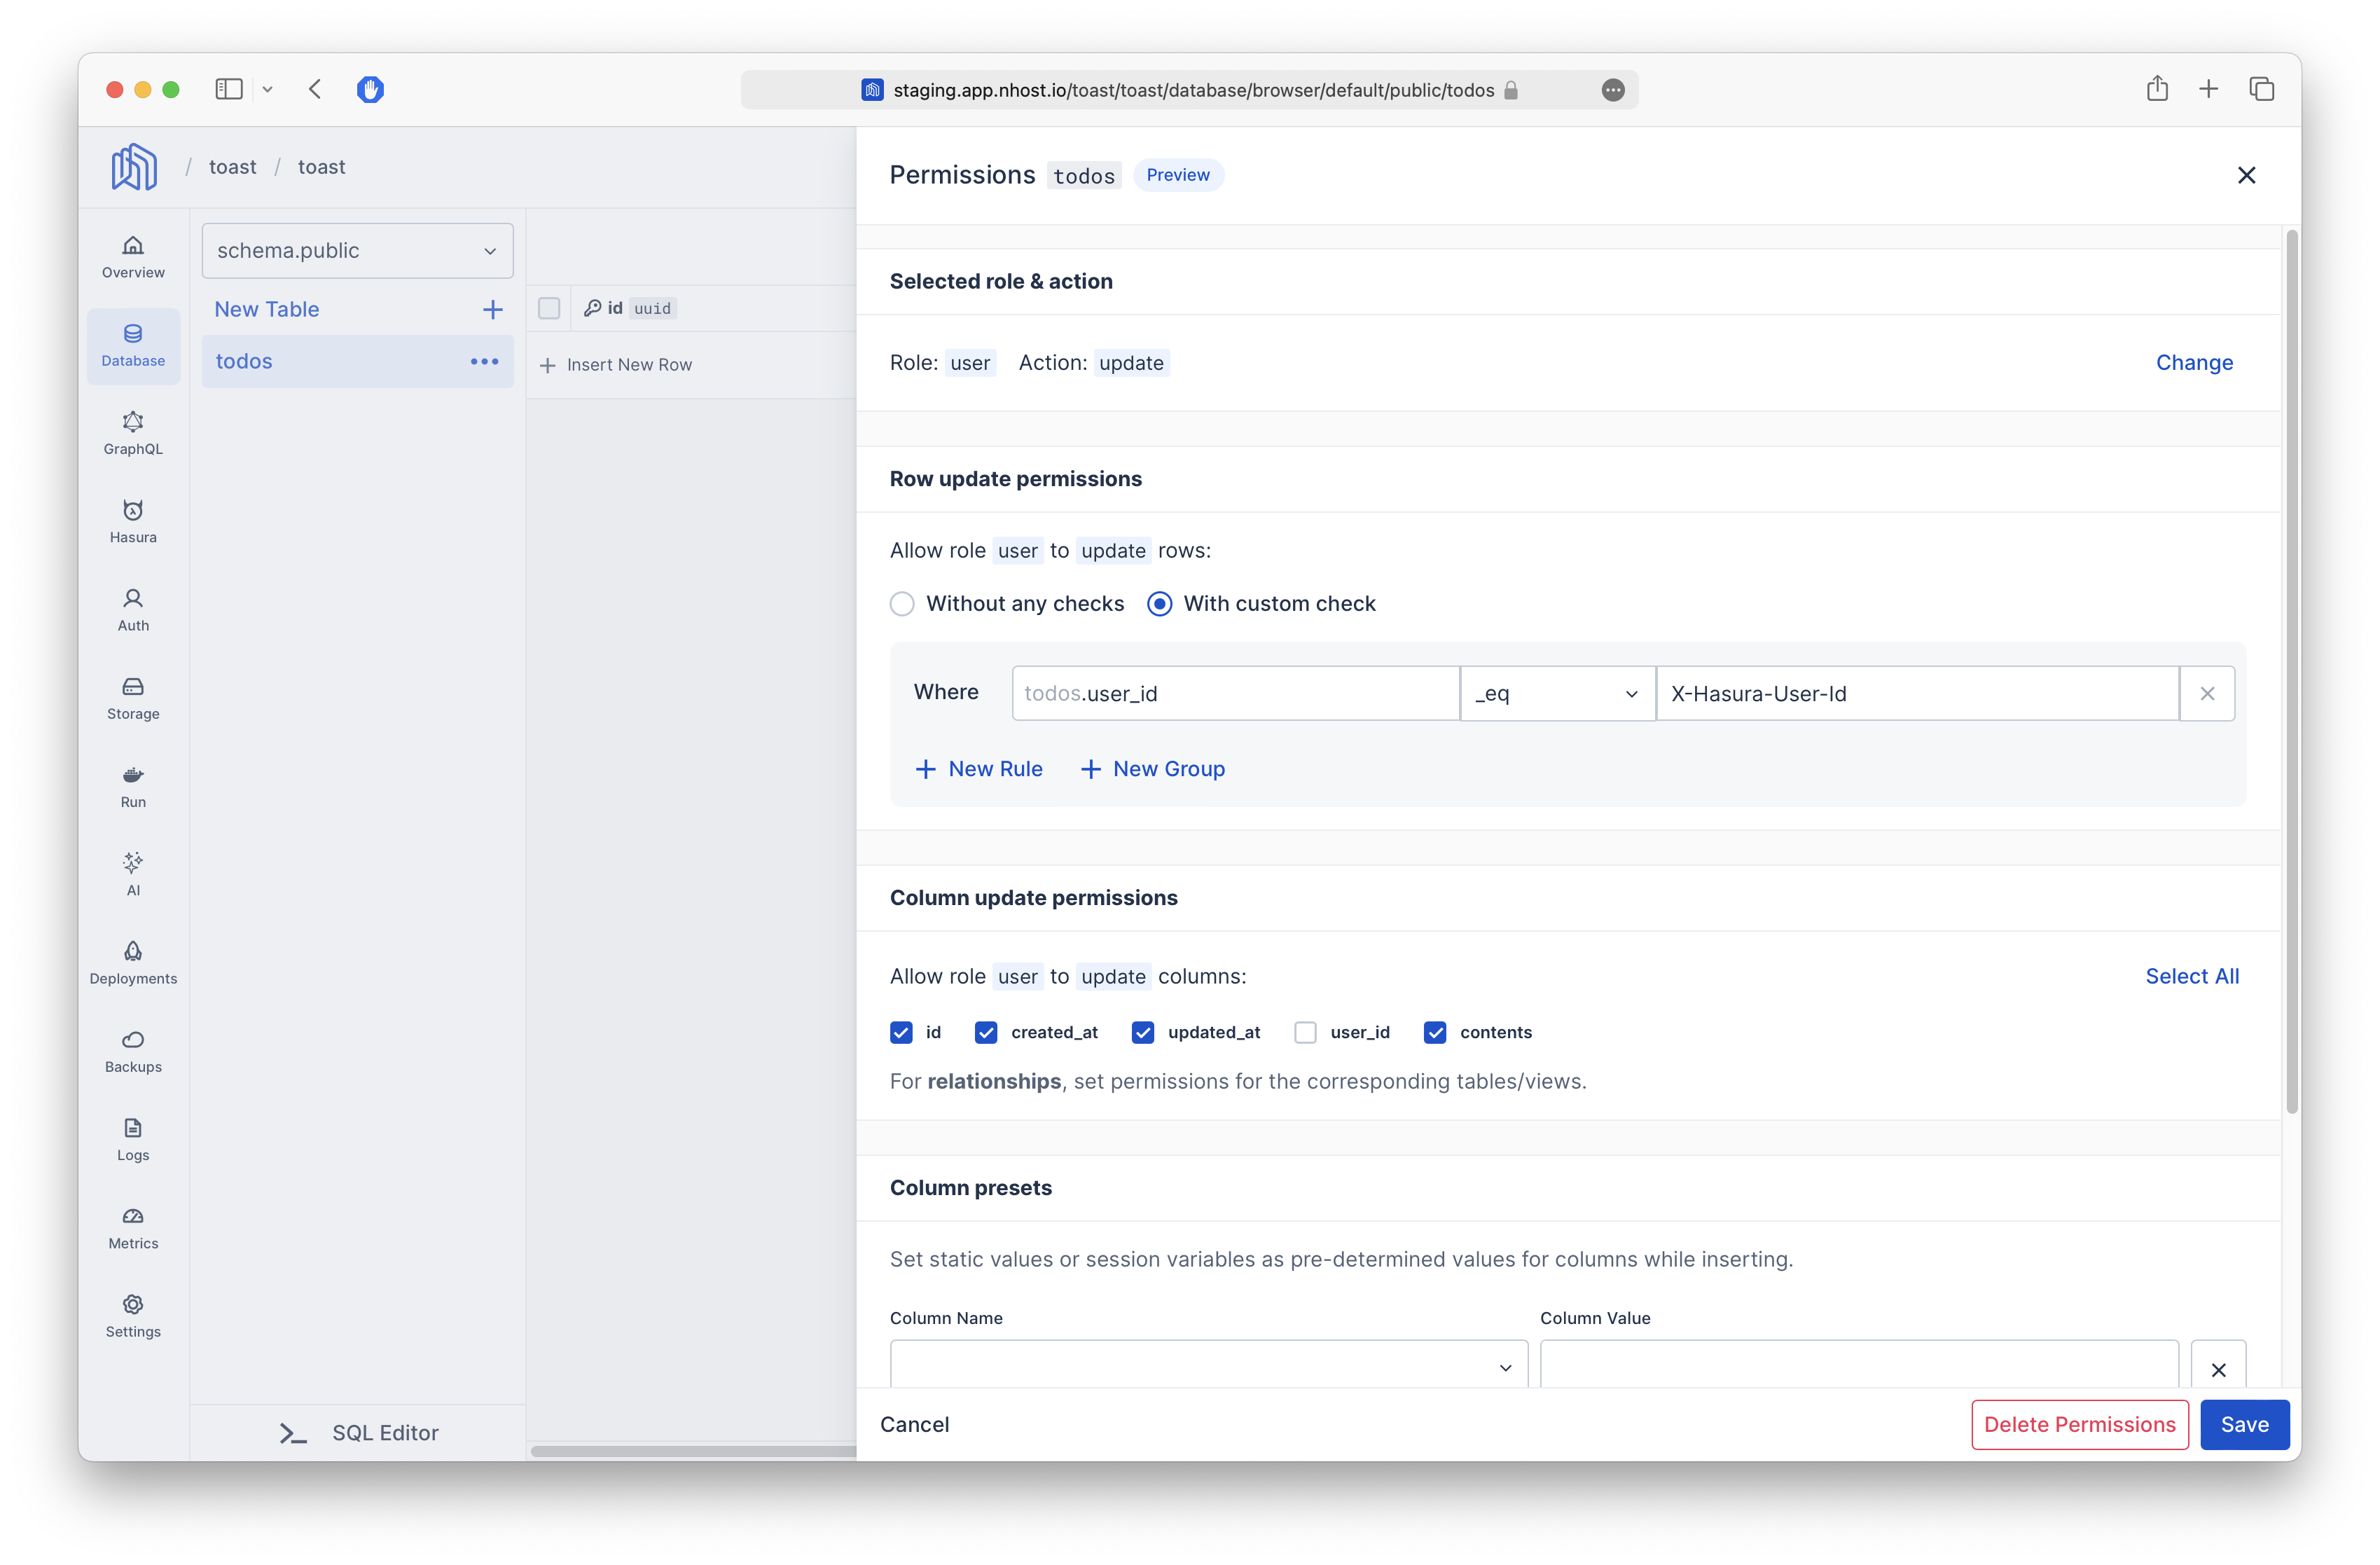 staging.app.nhost.io/toast/toast/database/browser/default/public/todos
/ toast / toast
Overview
Database
GraphQL
Hasura
Auth
Storage
Run
AI
Deployments
Backups
Logs
Metrics
Settings
schema.public
New Table
todos
SQL Editor
id uuid
Insert New Row
Permissions todos Preview
Selected role & action
Role: user Action: update Change
Row update permissions
Allow role user to update rows:
Without any checks With custom check
Where todos.user_id _eq X-Hasura-User-Id
New Rule New Group
Column update permissions
Allow role user to update columns: Select All
id created_at updated_at user_id contents
For relationships, set permissions for the corresponding tables/views.
Column presets
Set static values or session variables as pre-determined values for columns while inserting.
Column Name Column Value
Cancel Delete Permissions Save